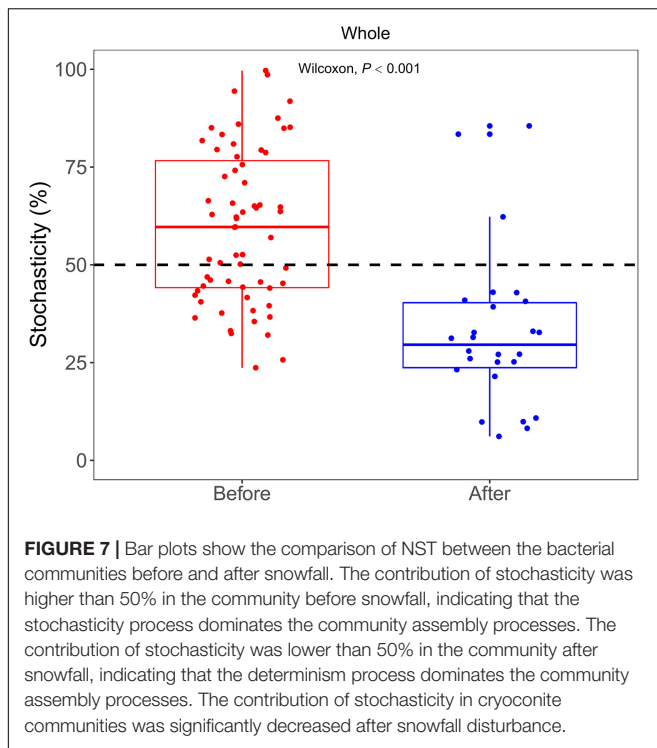 Whole
Wilcoxon, P < 0.001
Stochasticity (%)
100
75
50
25
0
Before After
FIGURE 7 | Bar plots show the comparison of NST between the bacterial
communities before and after snowfall. The contribution of stochasticity was
higher than 50% in the community before snowfall, indicating that the
stochasticity process dominates the community assembly processes. The
contribution of stochasticity was lower than 50% in the community after
snowfall, indicating that the determinism process dominates the community
assembly processes. The contribution of stochasticity in cryoconite
communities was significantly decreased after snowfall disturbance.